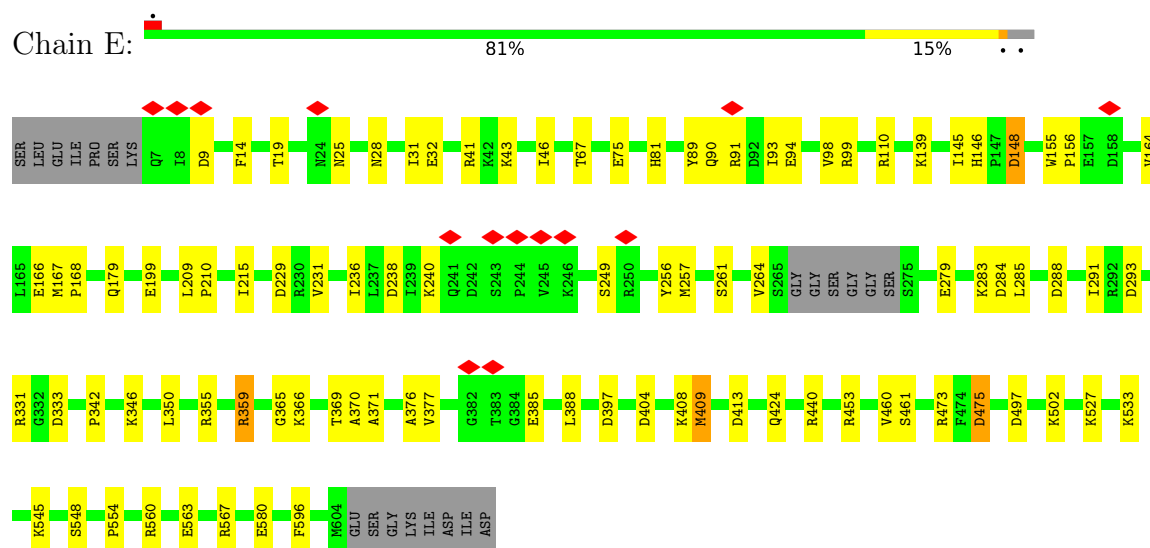 Chain E:
81% 15%
SER LEU GLU ILE PRO SER LYS Q7 I8 D9 F14 T19 N24 N25 N28 I31 E32 R41 K42 K43 I46 T67 E75 H81 Y89 Q90 R91 D92 I93 E94 V98 R99 R110 K139 I145 H146 P147 D148 W155 P156 E157 D158
L165 E166 M167 P168 Q179 E199 L209 P210 I215 D229 R230 V231 I236 L237 D238 I239 K240 Q241 D242 S243 P244 V245 K246 S249 R250 Y256 M257 S261 V264 S265 GLY GLY SER GLY GLY SER S275 E279 K283 D284 L285 D288 I291 R292 D293
R331 G332 D333 P342 K346 L350 R355 R359 G365 K366 T369 A370 A371 A376 V377 G382 T383 G384 E385 L388 D397 D404 K408 M409 D413 Q424 R440 R453 V460 S461 R473 F474 D475 D497 K502 K527 K533
K545 S548 P554 R560 E563 R567 E580 F596 M604 GLU SER GLY LYS ILE ASP ILE ASP